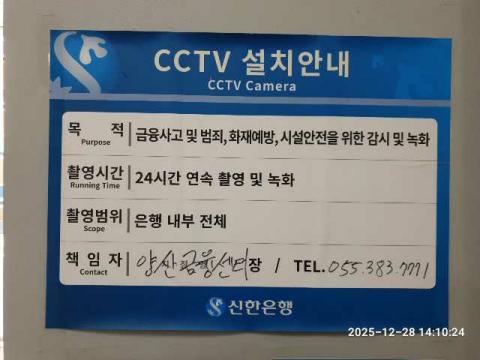 CCTV 설치안내
CCTV Camera
목 적 금융사고 및 범죄, 화재예방, 시설안전을 위한 감시 및 녹화
Purpose
촬영시간 24시간 연속 촬영 및 녹화
Running Time
촬영범위 은행 내부 전체
Scope
책 임 자 양산금융센터장 / TEL. 055.383.7771
Contact
신한은행
2025-12-28 14:10:24